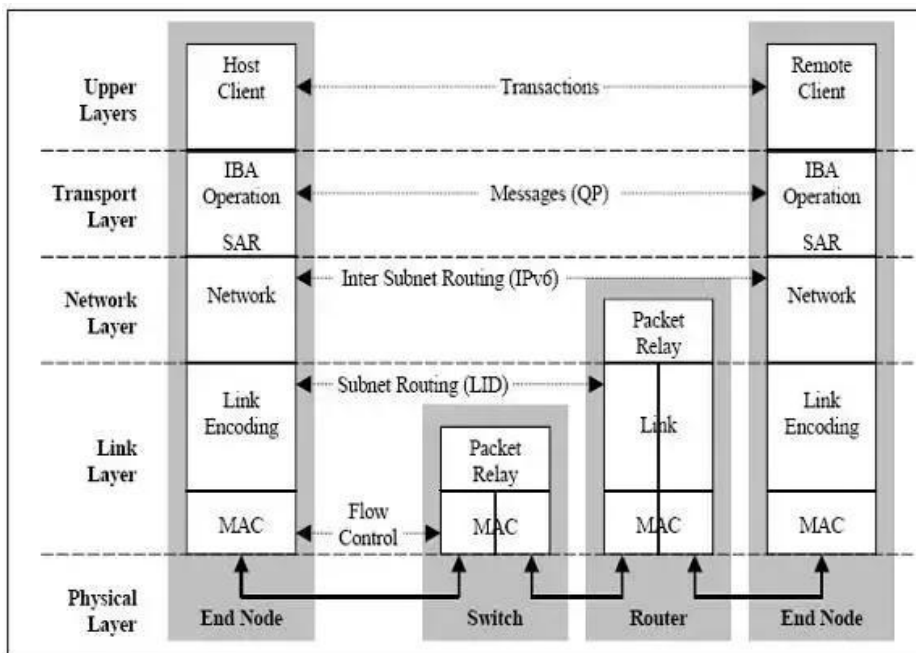 Host
Client
Remote
Client
Upper
Layers
Transactions
IBA
Operation
IBA
Operation
Transport
Layer
Messages (QP)
SAR
SAR
Inter Subnet Routing (IPv6)
Network
Network
Network
Layer
Packet
Relay
Subnet Routing (LID)
Link
Encoding
Link
Link
Encoding
Link
Layer
Packet
Relay
Flow
Control
MAC
MAC
MAC
MAC
Physical
Layer
End Node
Switch
Router
End Node